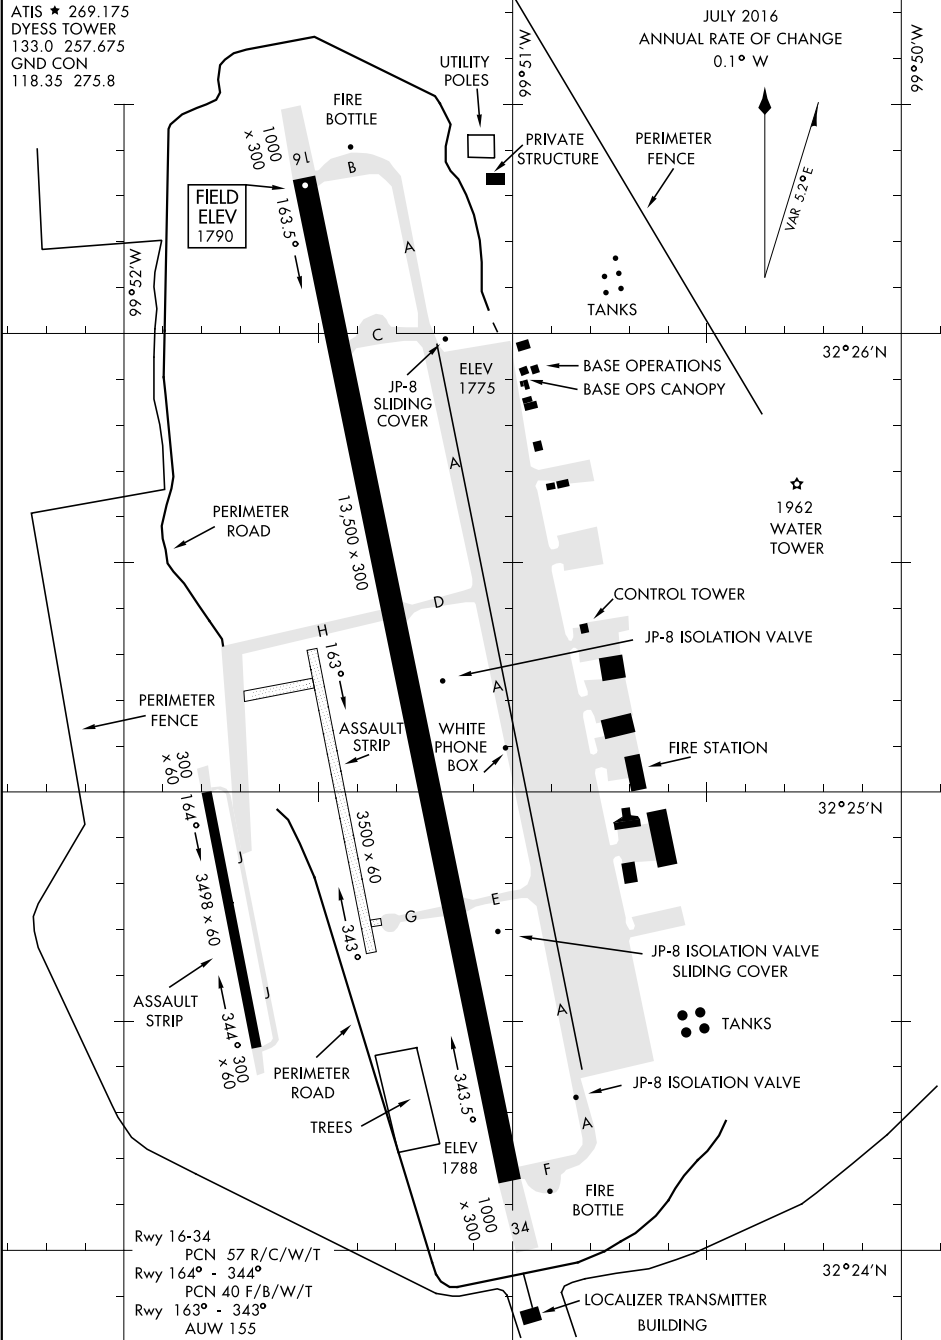 ATIS ★ 269.175
DYESS TOWER
133.0 257.675
GND CON
118.35 275.8
JULY 2016
ANNUAL RATE OF CHANGE
0.1° W
VAR 5.2°E
99°51'W
99°50'W
99°52'W
UTILITY
POLES
FIRE
BOTTLE
1000
x 300
16
B
PRIVATE
STRUCTURE
PERIMETER
FENCE
FIELD
ELEV
1790
163.5°
A
TANKS
C
32°26'N
ELEV
1775
BASE OPERATIONS
BASE OPS CANOPY
JP-8
SLIDING
COVER
A
1962
WATER
TOWER
PERIMETER
ROAD
13,500 x 300
D
CONTROL TOWER
H
163°
JP-8 ISOLATION VALVE
A
PERIMETER
FENCE
ASSAULT
STRIP
WHITE
PHONE
BOX
FIRE STATION
300
x 60
164°
32°25'N
3500 x 60
J
3498 x 60
E
G
343°
JP-8 ISOLATION VALVE
SLIDING COVER
ASSAULT
STRIP
J
A
TANKS
344°
300
x 60
PERIMETER
ROAD
343.5°
JP-8 ISOLATION VALVE
TREES
A
ELEV
1788
F
FIRE
BOTTLE
1000
x 300
34
Rwy 16-34
PCN 57 R/C/W/T
Rwy 164° - 344°
PCN 40 F/B/W/T
Rwy 163° - 343°
AUW 155
32°24'N
LOCALIZER TRANSMITTER
BUILDING